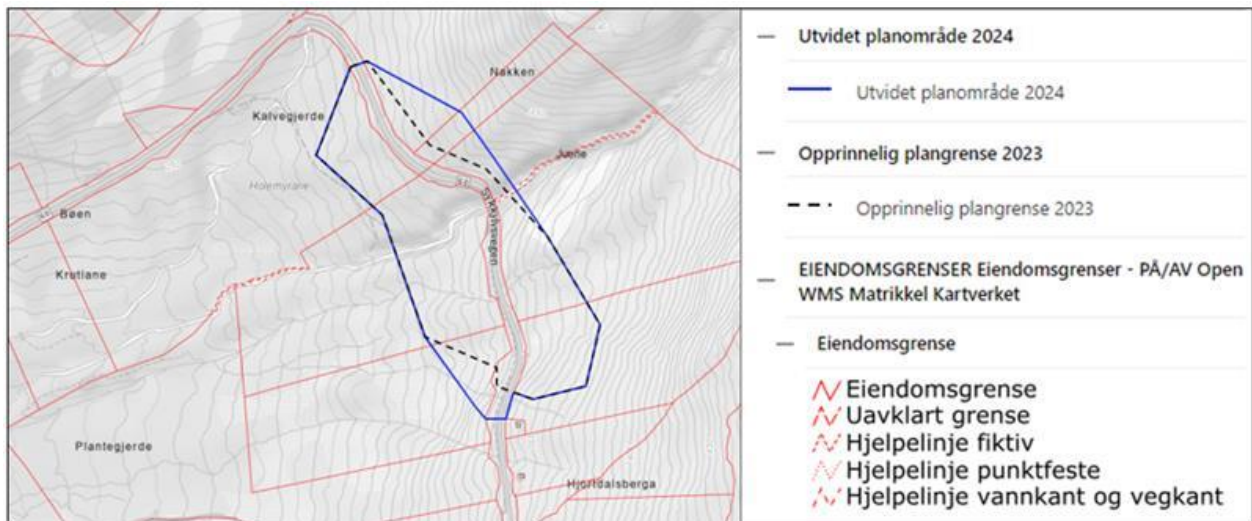 Nakken
Kalvegjerde
Juvne
Holemyrane
Bøen
Krutlane
Plantegjerde
Hjortdalsberga
Utvidet planområde 2024
Utvidet planområde 2024
Opprinnelig plangrense 2023
Opprinnelig plangrense 2023
EIENDOMSGRENSER Eiendomsgrenser - PÅ/AV Open
WMS Matrikkel Kartverket
Eiendomsgrense
Eiendomsgrense
Uavklart grense
Hjelpelinje fiktiv
Hjelpelinje punktfeste
Hjelpelinje vannkant og vegkant